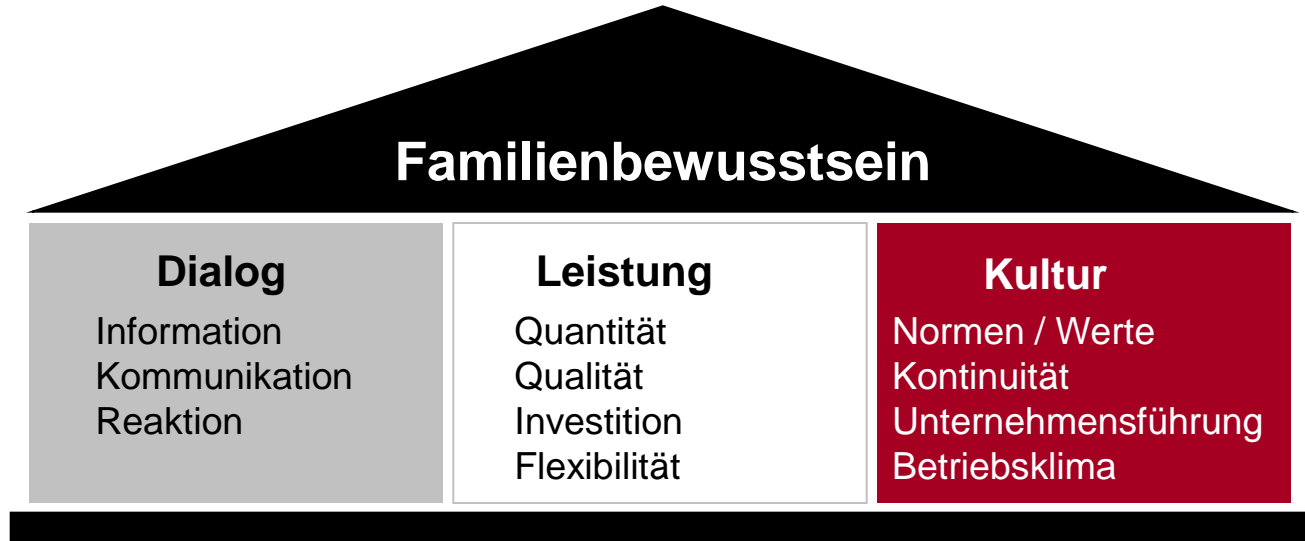 Familienbewusstsein
Dialog
Information
Kommunikation
Reaktion
Leistung
Quantität
Qualität
Investition
Flexibilität
Kultur
Normen / Werte
Kontinuität
Unternehmensführung
Betriebsklima